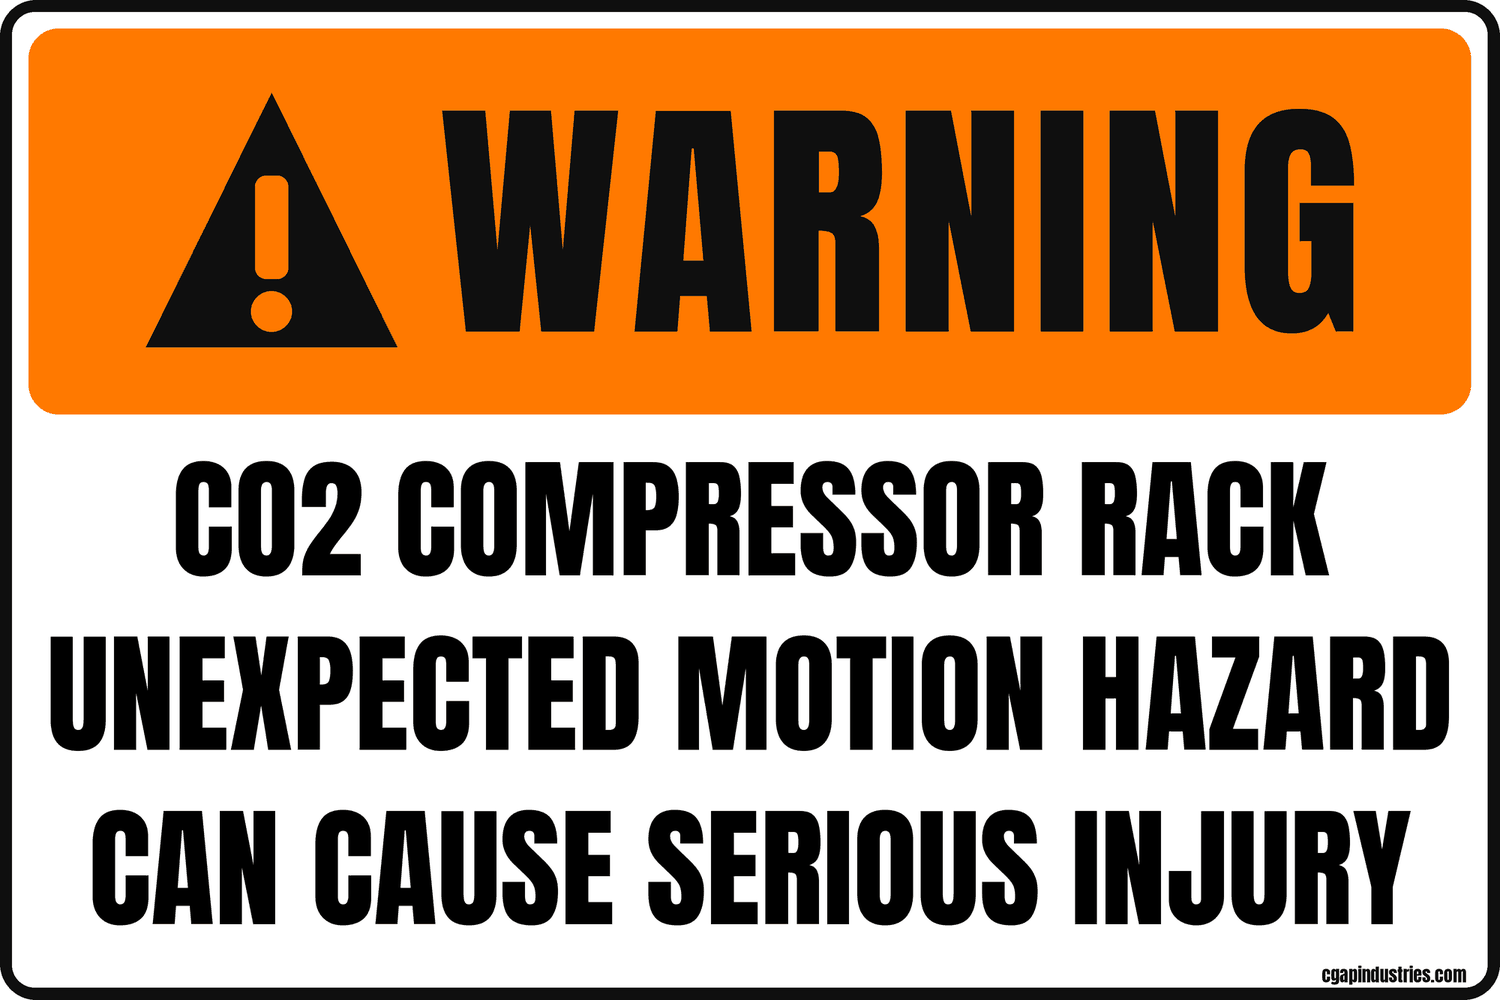 WARNING
CO2 COMPRESSOR RACK
UNEXPECTED MOTION HAZARD
CAN CAUSE SERIOUS INJURY
cgapindustries.com